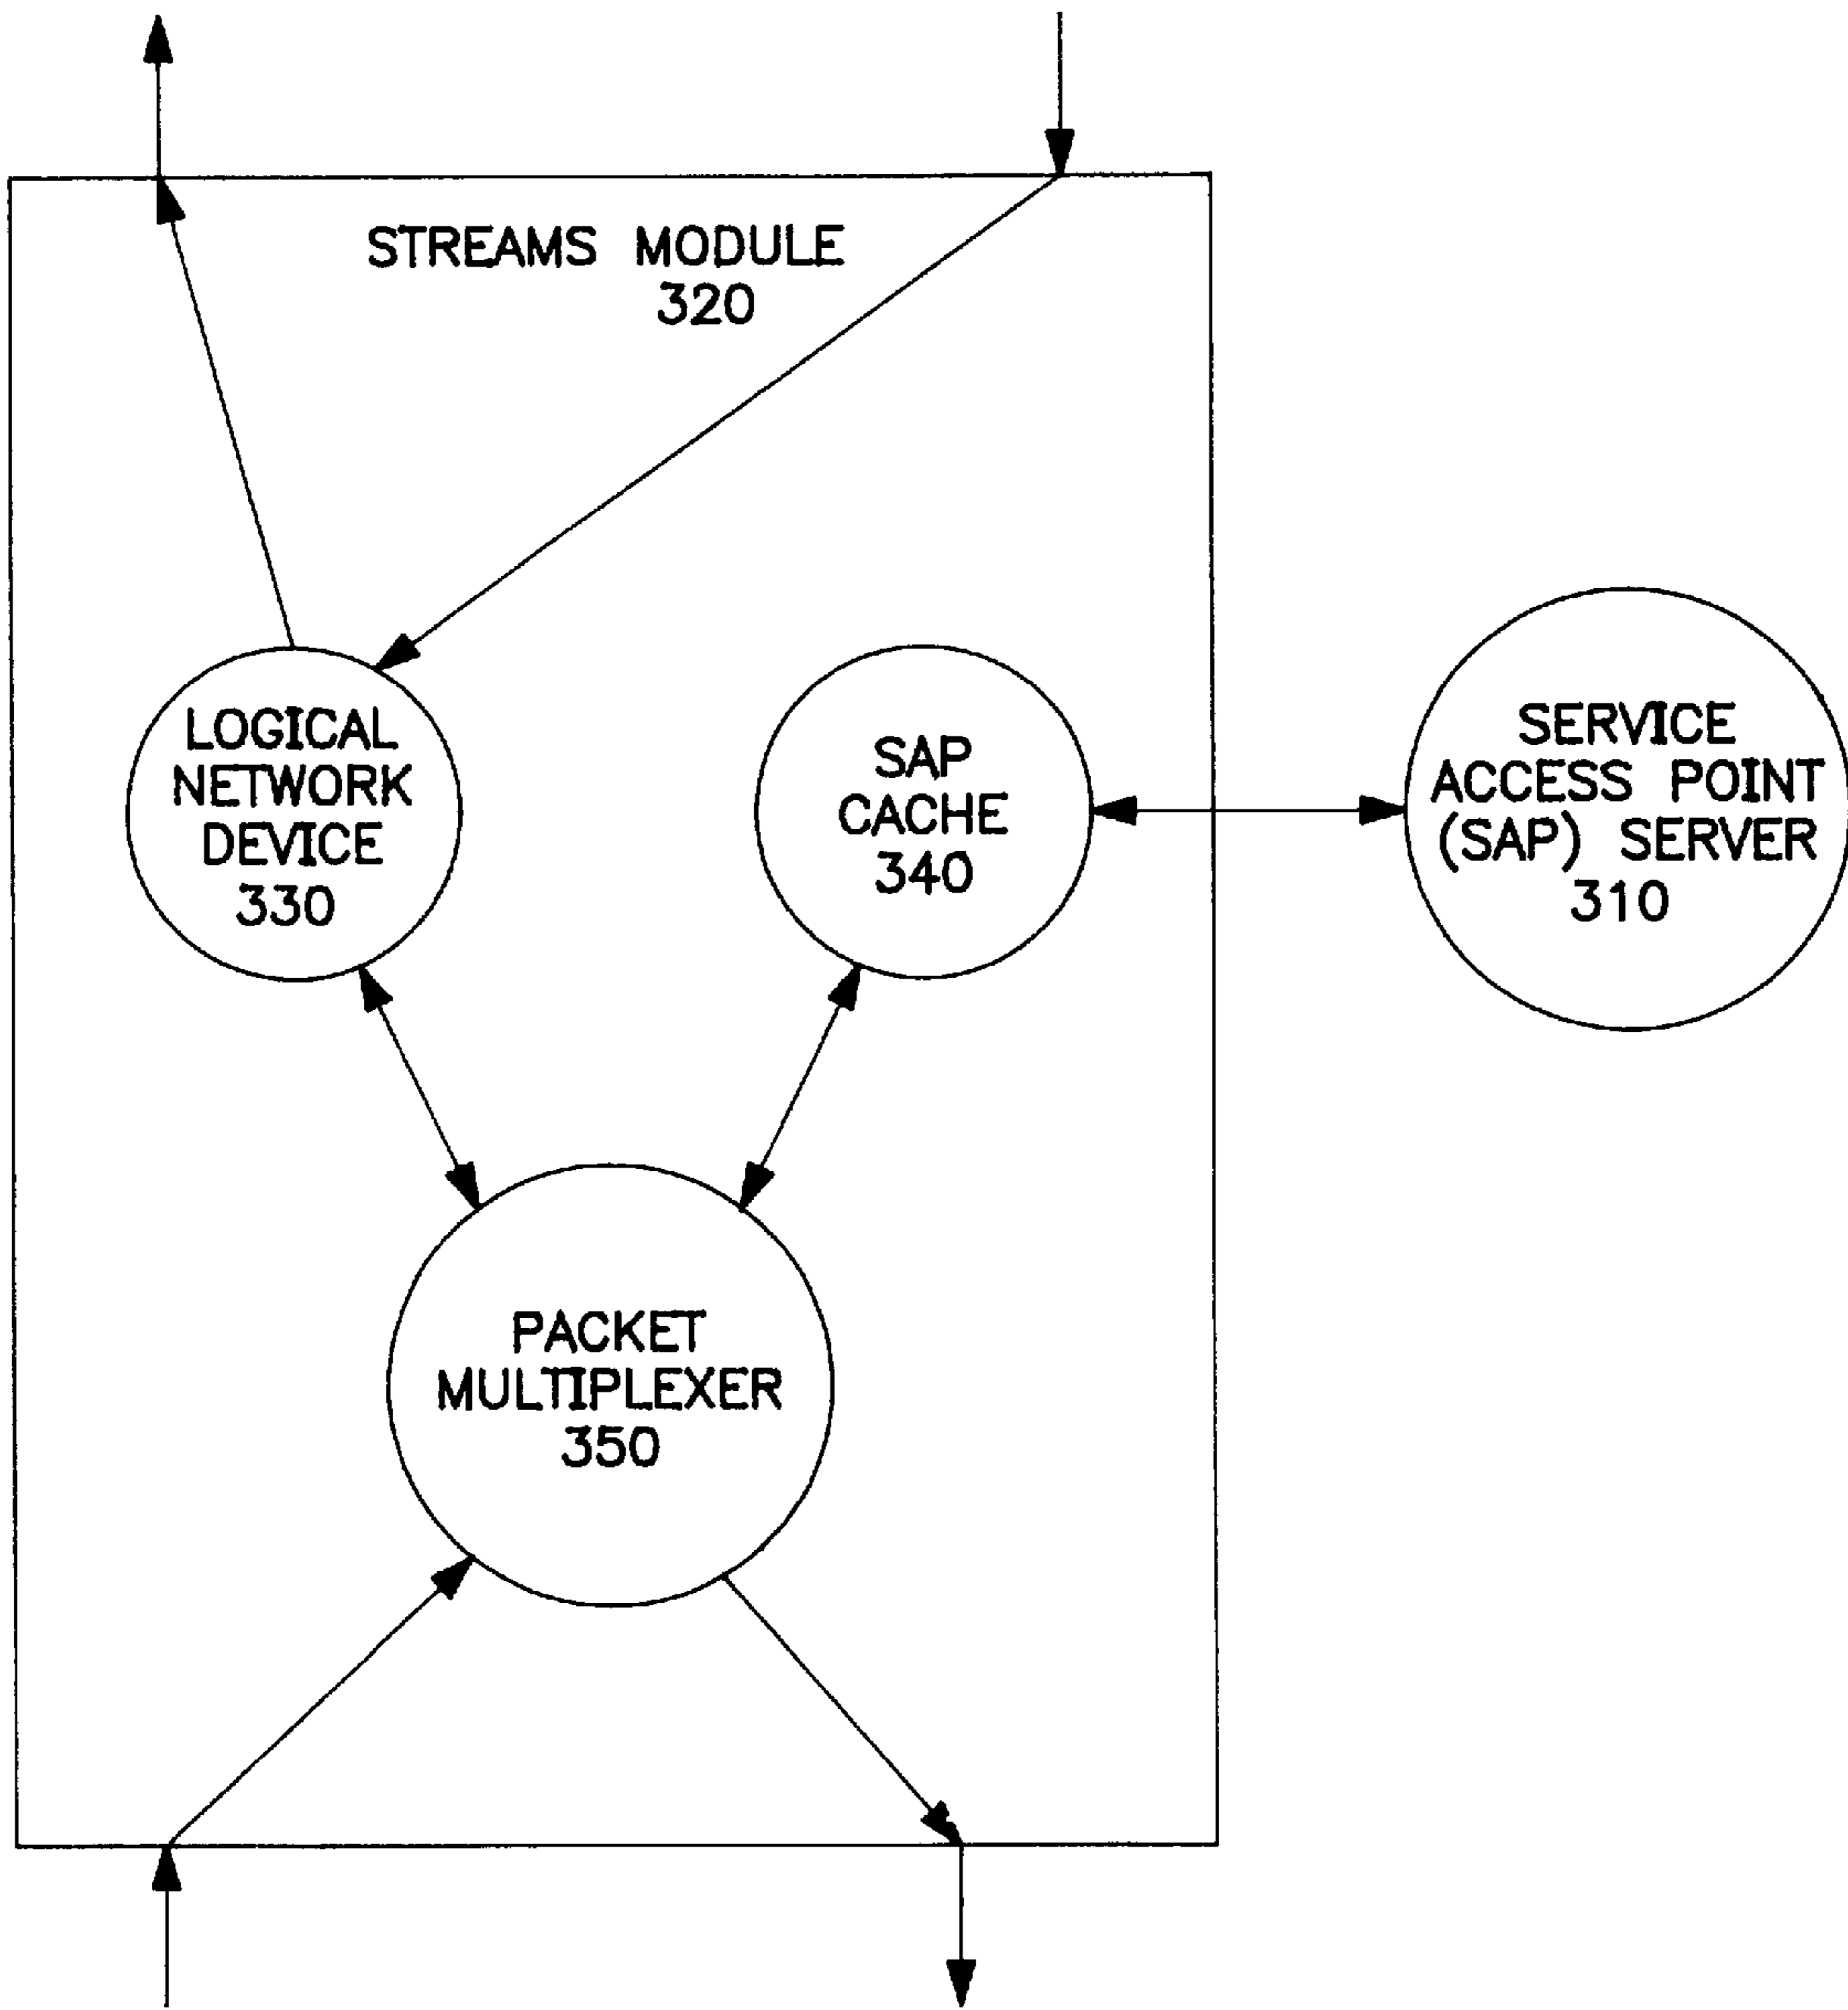 STREAMS MODULE
320
LOGICAL
NETWORK
DEVICE
330
SAP
CACHE
340
SERVICE
ACCESS POINT
(SAP) SERVER
310
PACKET
MULTIPLEXER
350